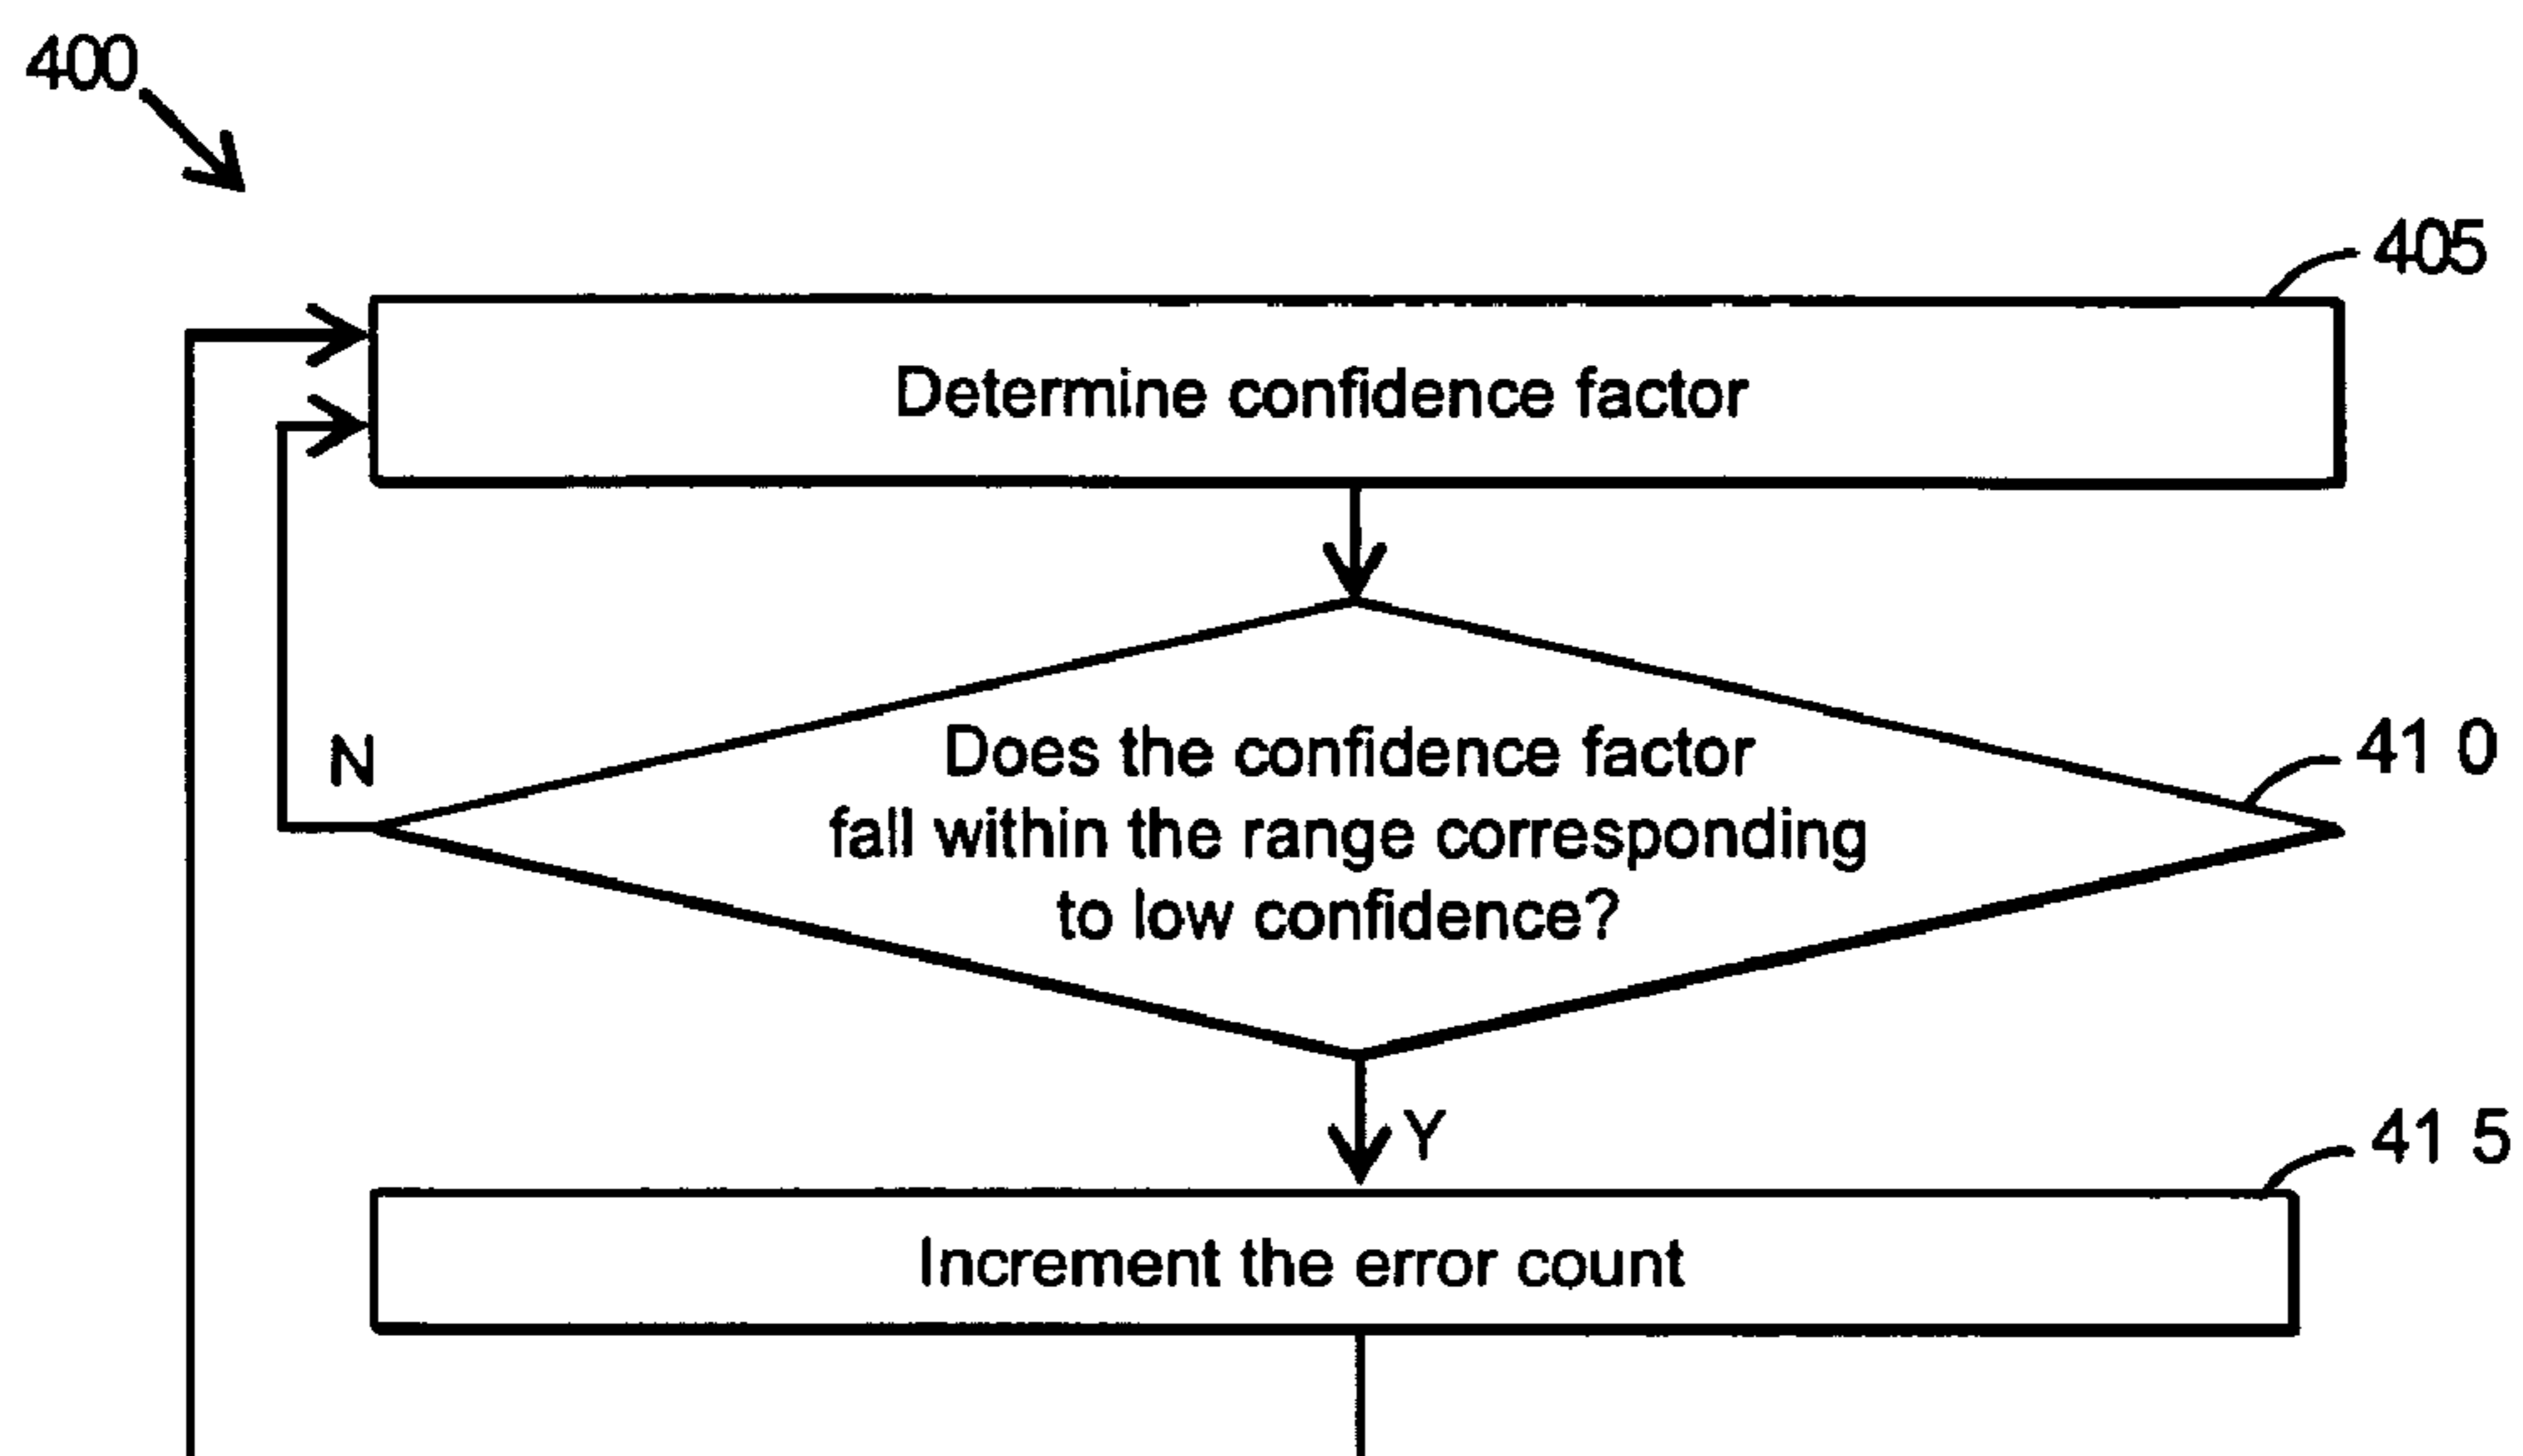 400
405
Determine confidence factor
N
Does the confidence factor
fall within the range corresponding
to low confidence?
41 0
Y
41 5
Increment the error count